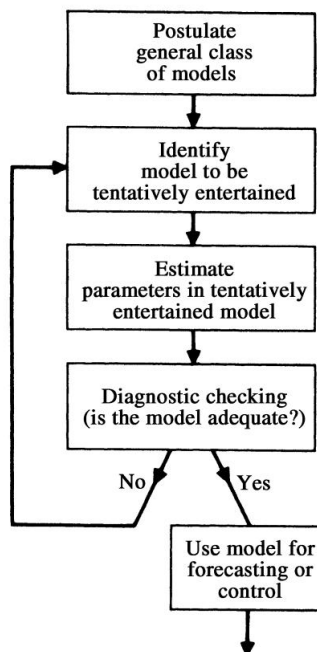 Postulate
general class
of models
Identify
model to be
tentatively entertained
Estimate
parameters in tentatively
entertained model
Diagnostic checking
(is the model adequate?)
No
Yes
Use model for
forecasting or
control